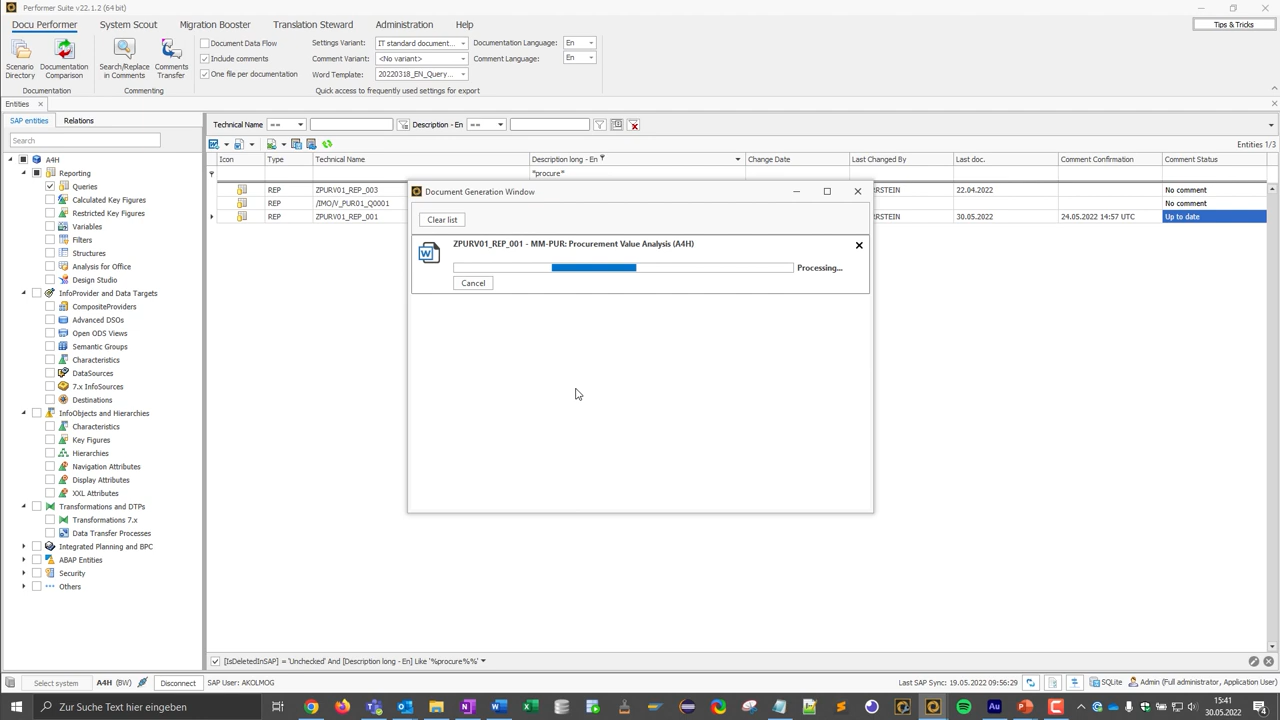 Performer Suite v22.1.2 (64 bit)
Docu Performer System Scout Migration Booster Translation Steward Administration Help
Tips & Tricks
Scenario Directory
Documentation Comparison
Documentation
Search/Replace in Comments
Comments Transfer
Commenting
Document Data Flow
Include comments
One file per documentation
Settings Variant: IT standard document...
Comment Variant: <No variant>
Word Template: 20220318_EN_Query...
Documentation Language: En
Comment Language: En
Quick access to frequently used settings for export
Entities
SAP entities Relations
Search
A4H
Reporting
Queries
Calculated Key Figures
Restricted Key Figures
Variables
Filters
Structures
Analysis for Office
Design Studio
InfoProvider and Data Targets
CompositeProviders
Advanced DSOs
Open ODS Views
Semantic Groups
Characteristics
DataSources
7.x InfoSources
Destinations
InfoObjects and Hierarchies
Characteristics
Key Figures
Hierarchies
Navigation Attributes
Display Attributes
XXL Attributes
Transformations and DTPs
Transformations 7.x
Data Transfer Processes
Integrated Planning and BPC
ABAP Entities
Security
Others
Technical Name == Description - En ==
Entities 1/3
Icon Type Technical Name Description long - En Change Date Last Changed By Last doc. Comment Confirmation Comment Status
*procure*
REP ZPURV01_REP_003 RRSTEIN 22.04.2022 No comment
REP /IMO/V_PUR01_Q0001 No comment
REP ZPURV01_REP_001 RRSTEIN 30.05.2022 24.05.2022 14:57 UTC Up to date
Document Generation Window
Clear list
ZPURV01_REP_001 - MM-PUR: Procurement Value Analysis (A4H)
Processing...
Cancel
[IsDeletedInSAP] = 'Unchecked' And [Description long - En] Like '%procure%%'
Select system A4H (BW) Disconnect SAP User: AKOLMOG
Last SAP Sync: 19.05.2022 09:56:29 SQLite Admin (Full administrator, Application User)
Zur Suche Text hier eingeben
15:41
30.05.2022
4